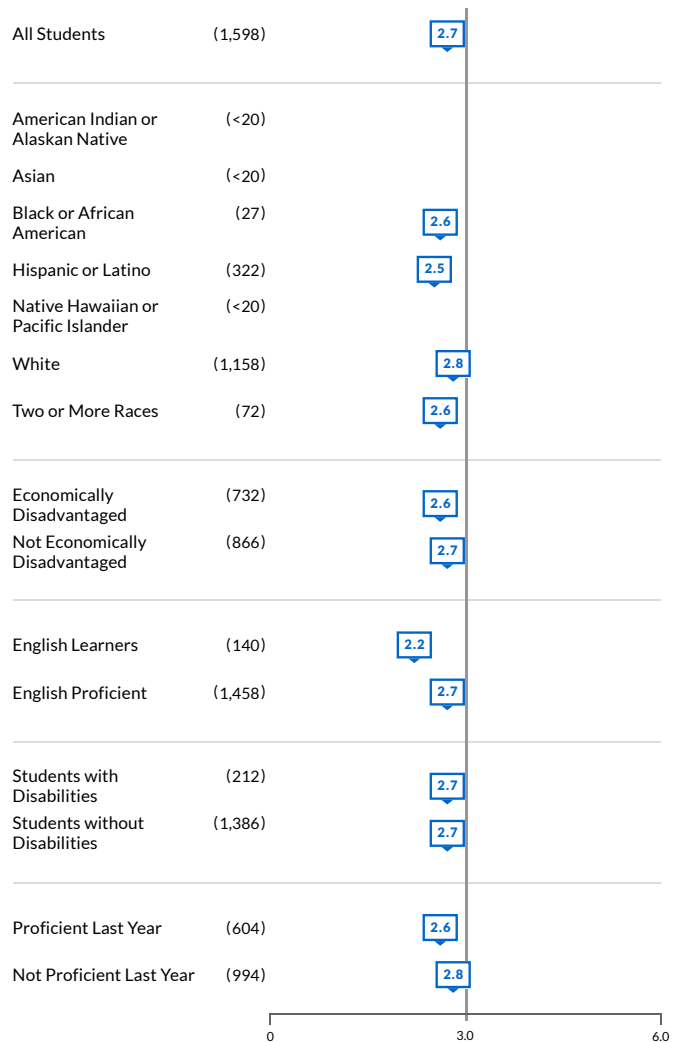 All Students (1,598) 2.7
American Indian or (<20)
Alaskan Native
Asian (<20)
Black or African (27) 2.6
American
Hispanic or Latino (322) 2.5
Native Hawaiian or (<20)
Pacific Islander
White (1,158) 2.8
Two or More Races (72) 2.6
Economically (732) 2.6
Disadvantaged
Not Economically (866) 2.7
Disadvantaged
English Learners (140) 2.2
English Proficient (1,458) 2.7
Students with (212) 2.7
Disabilities
Students without (1,386) 2.7
Disabilities
Proficient Last Year (604) 2.6
Not Proficient Last Year (994) 2.8
0 3.0 6.0